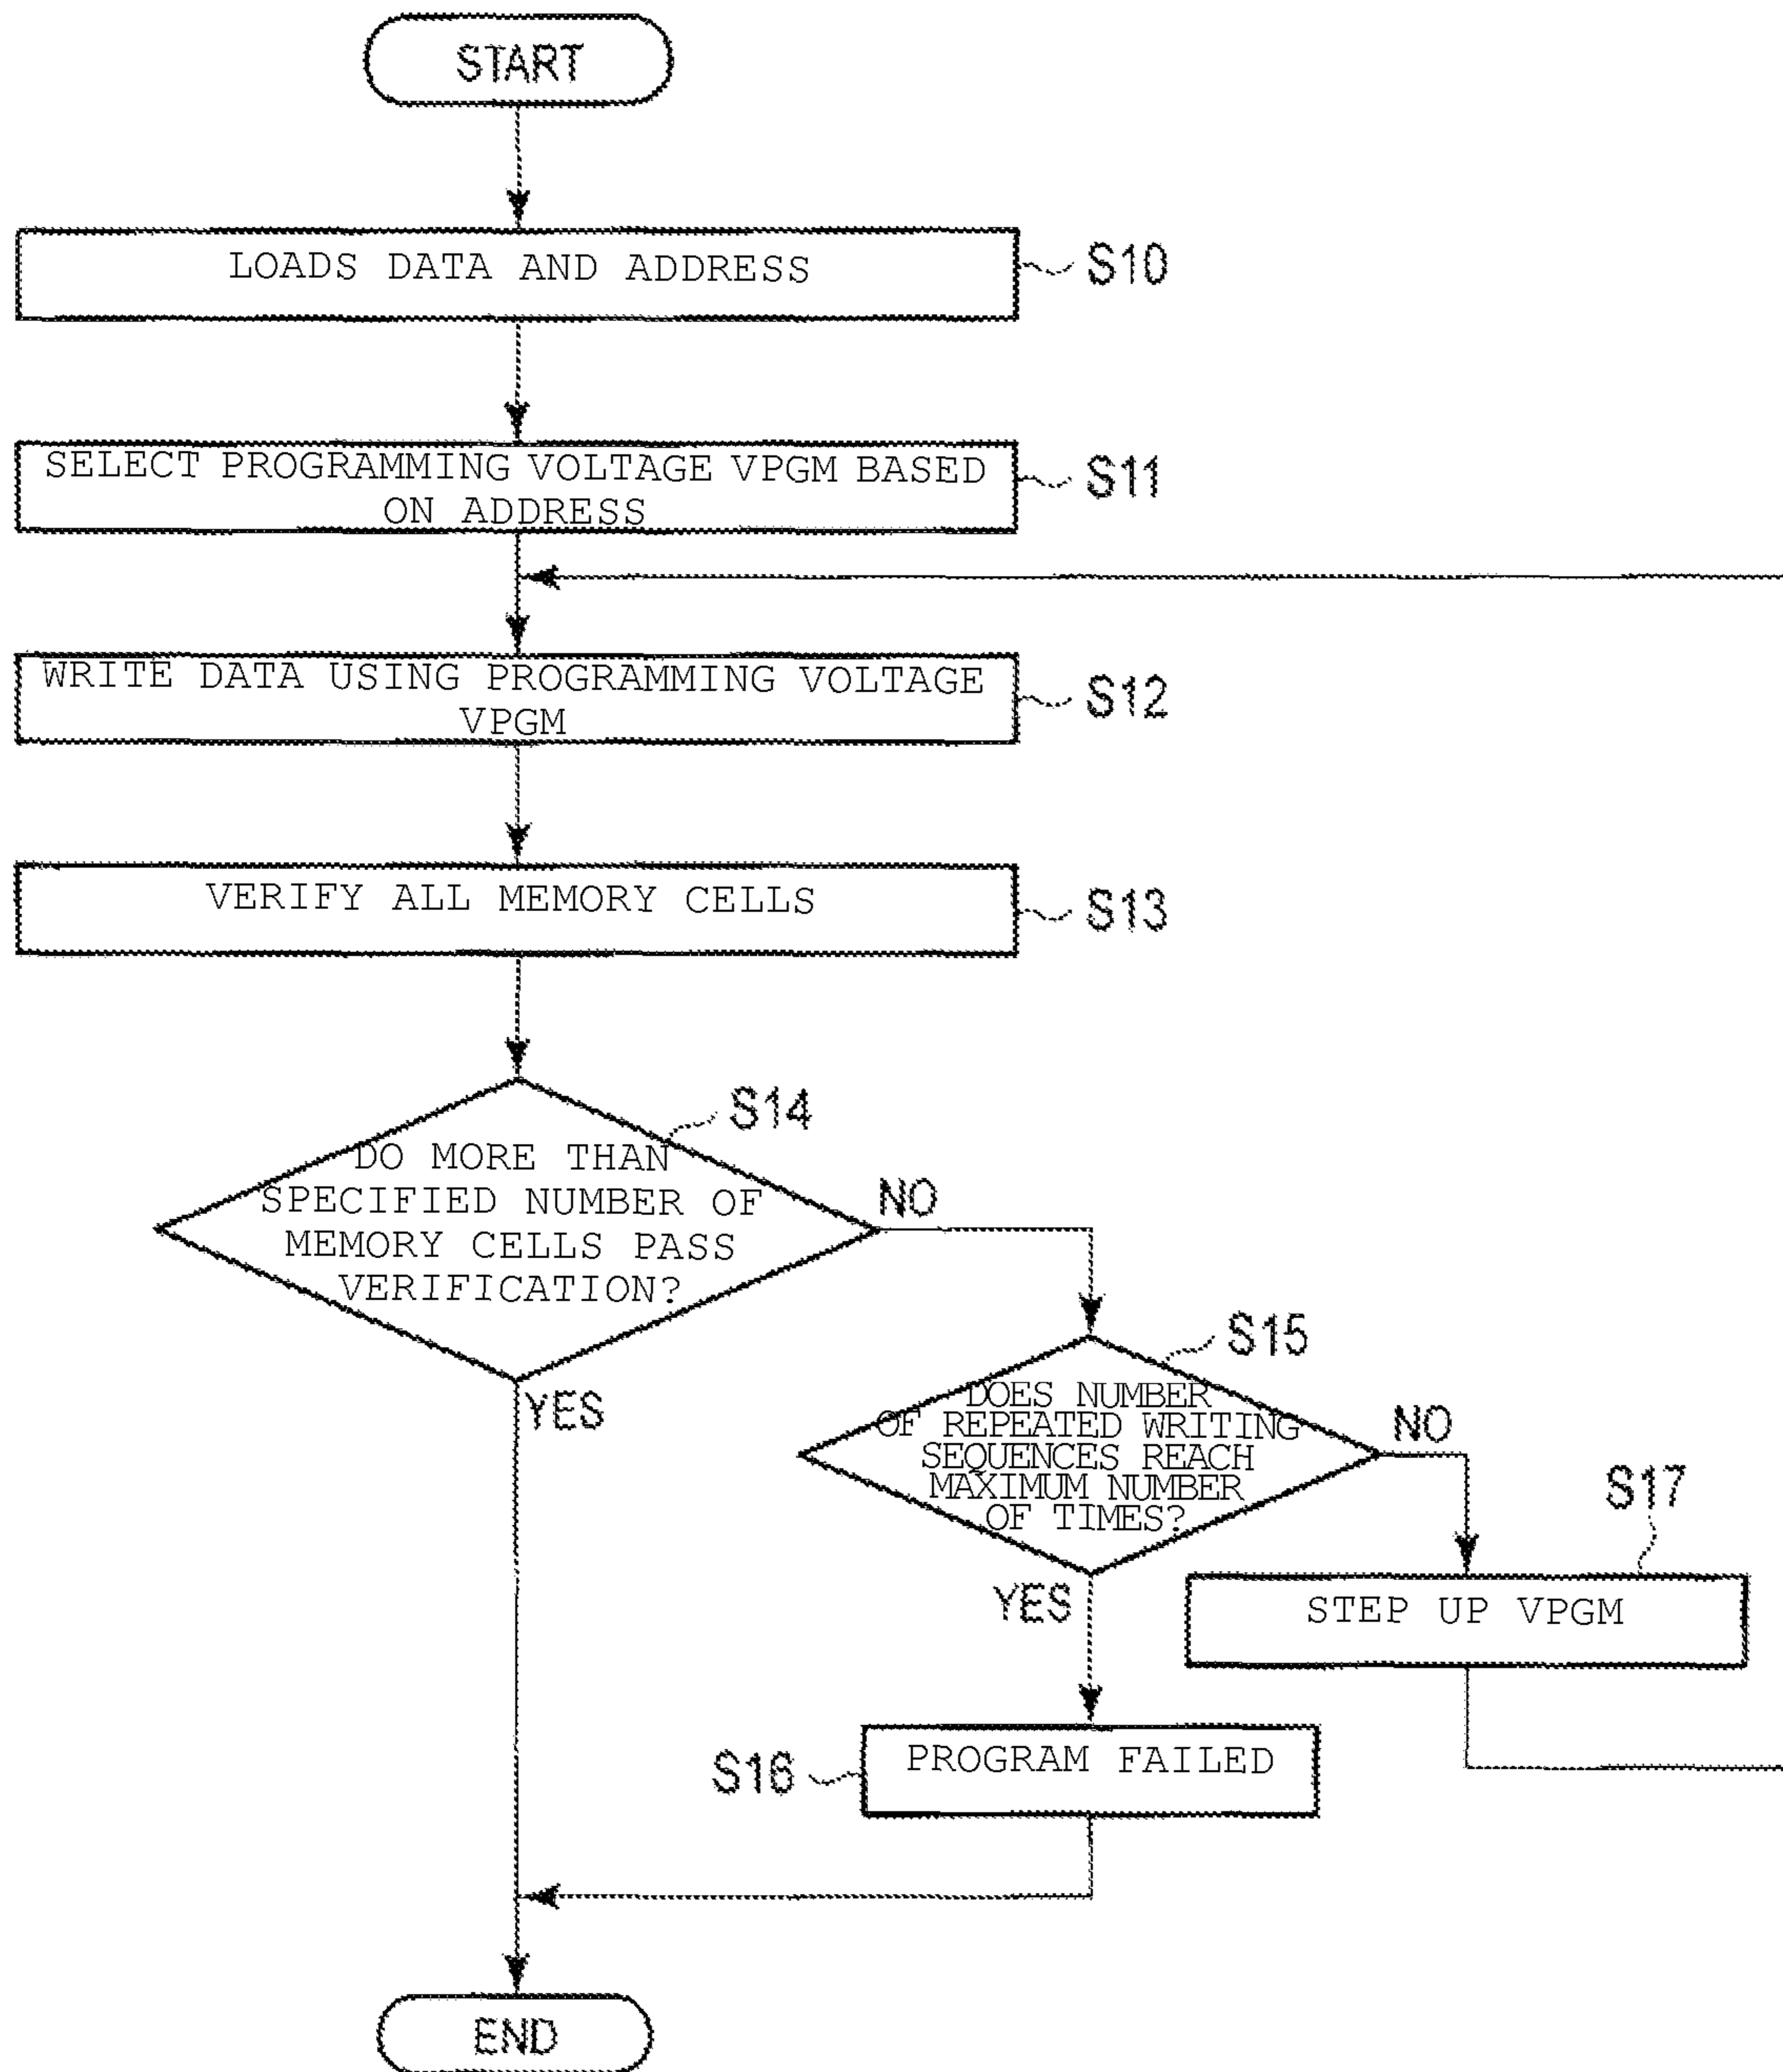 START
LOADS DATA AND ADDRESS
S10
SELECT PROGRAMMING VOLTAGE VPGM BASED
ON ADDRESS
S11
WRITE DATA USING PROGRAMMING VOLTAGE
VPGM
S12
VERIFY ALL MEMORY CELLS
S13
S14
DO MORE THAN
SPECIFIED NUMBER OF
MEMORY CELLS PASS
VERIFICATION?
NO
YES
S15
DOES NUMBER
OF REPEATED WRITING
SEQUENCES REACH
MAXIMUM NUMBER
OF TIMES?
NO
YES
S17
STEP UP VPGM
S16
PROGRAM FAILED
END